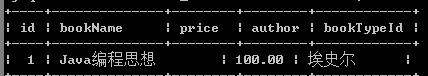 | id | bookName | price | author | bookTypeId |
| 1 | Java编程思想 | 100.00 | 埃史尔 |